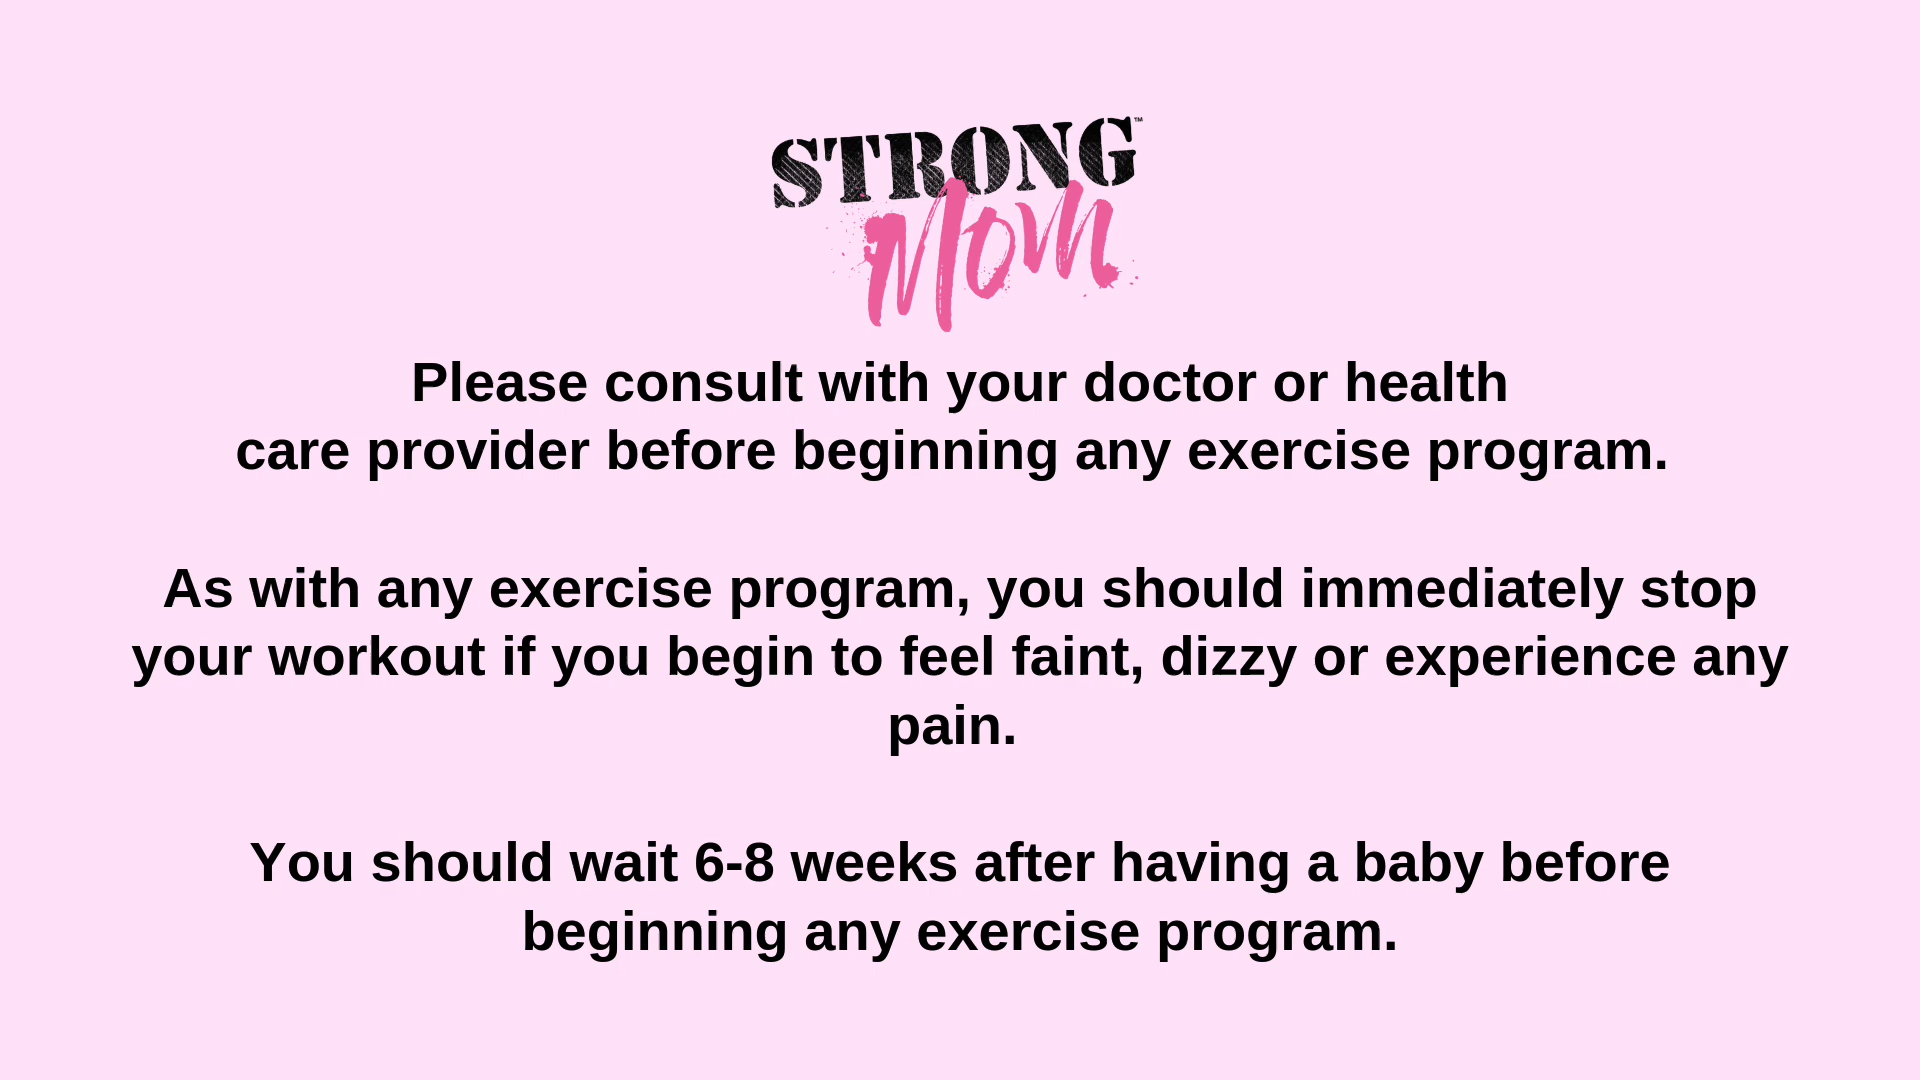 STRONG™
Mom
Please consult with your doctor or health
care provider before beginning any exercise program.
As with any exercise program, you should immediately stop
your workout if you begin to feel faint, dizzy or experience any
pain.
You should wait 6-8 weeks after having a baby before
beginning any exercise program.